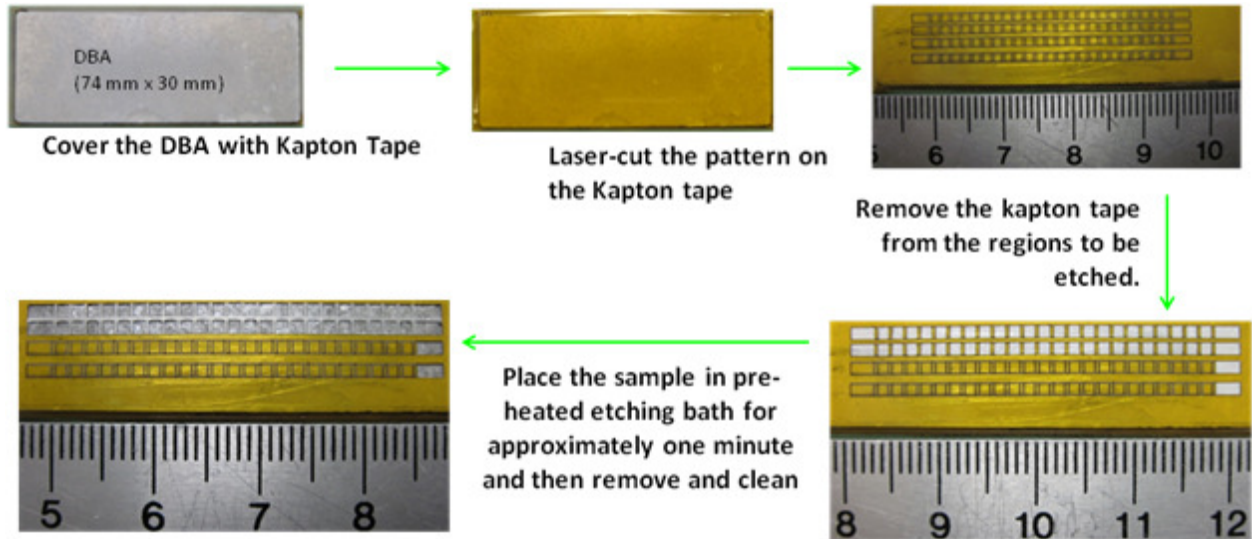 DBA
(74 mm x 30 mm)
Cover the DBA with Kapton Tape
Laser-cut the pattern on
the Kapton tape
6 7 8 9 10
Remove the kapton tape
from the regions to be
etched.
8 9 10 11 12
Place the sample in pre-
heated etching bath for
approximately one minute
and then remove and clean
5 6 7 8